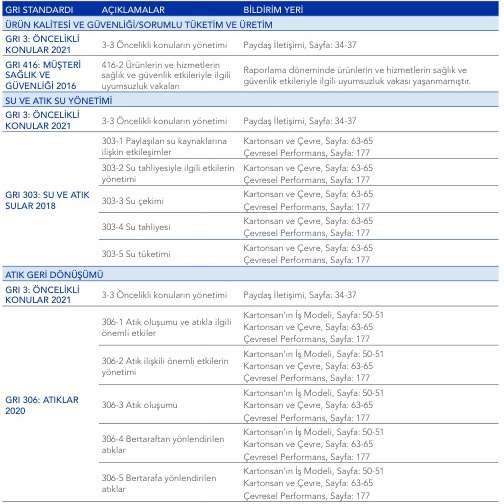 GRI STANDARDI AÇIKLAMALAR BİLDİRİM YERİ
ÜRÜN KALİTESİ VE GÜVENLİĞİ/SORUMLU TÜKETİM VE ÜRETİM
GRI 3: ÖNCELİKLİ
KONULAR 2021
3-3 Öncelikli konuların yönetimi
Paydaş İletişimi, Sayfa: 34-37
GRI 416: MÜŞTERİ
SAĞLIK VE
GÜVENLİĞİ 2016
416-2 Ürünlerin ve hizmetlerin
sağlık ve güvenlik etkileriyle ilgili
uyumsuzluk vakaları
Raporlama döneminde ürünlerin ve hizmetlerin sağlık ve
güvenlik etkileriyle ilgili uyumsuzluk vakası yaşanmamıştır.
SU VE ATIK SU YÖNETİMİ
GRI 3: ÖNCELİKLİ
KONULAR 2021
3-3 Öncelikli konuların yönetimi
Paydaş İletişimi, Sayfa: 34-37
GRI 303: SU VE ATIK
SULAR 2018
303-1 Paylaşılan su kaynaklarına
ilişkin etkileşimler
Kartonsan ve Çevre, Sayfa: 63-65
Çevresel Performans, Sayfa: 177
303-2 Su tahliyesiyle ilgili etkilerin
yönetimi
Kartonsan ve Çevre, Sayfa: 63-65
Çevresel Performans, Sayfa: 177
303-3 Su çekimi
Kartonsan ve Çevre, Sayfa: 63-65
Çevresel Performans, Sayfa: 177
303-4 Su tahliyesi
Kartonsan ve Çevre, Sayfa: 63-65
Çevresel Performans, Sayfa: 177
303-5 Su tüketimi
Kartonsan ve Çevre, Sayfa: 63-65
Çevresel Performans, Sayfa: 177
ATIK GERİ DÖNÜŞÜMÜ
GRI 3: ÖNCELİKLİ
KONULAR 2021
3-3 Öncelikli konuların yönetimi
Paydaş İletişimi, Sayfa: 34-37
GRI 306: ATIKLAR
2020
306-1 Atık oluşumu ve atıkla ilgili
önemli etkiler
Kartonsan'ın İş Modeli, Sayfa: 50-51
Kartonsan ve Çevre, Sayfa: 63-65
Çevresel Performans, Sayfa: 177
306-2 Atık ilişkili önemli etkilerin
yönetimi
Kartonsan'ın İş Modeli, Sayfa: 50-51
Kartonsan ve Çevre, Sayfa: 63-65
Çevresel Performans, Sayfa: 177
306-3 Atık oluşumu
Kartonsan'ın İş Modeli, Sayfa: 50-51
Kartonsan ve Çevre, Sayfa: 63-65
Çevresel Performans, Sayfa: 177
306-4 Bertaraftan yönlendirilen
atıklar
Kartonsan'ın İş Modeli, Sayfa: 50-51
Kartonsan ve Çevre, Sayfa: 63-65
Çevresel Performans, Sayfa: 177
306-5 Bertarafa yönlendirilen
atıklar
Kartonsan'ın İş Modeli, Sayfa: 50-51
Kartonsan ve Çevre, Sayfa: 63-65
Çevresel Performans, Sayfa: 177